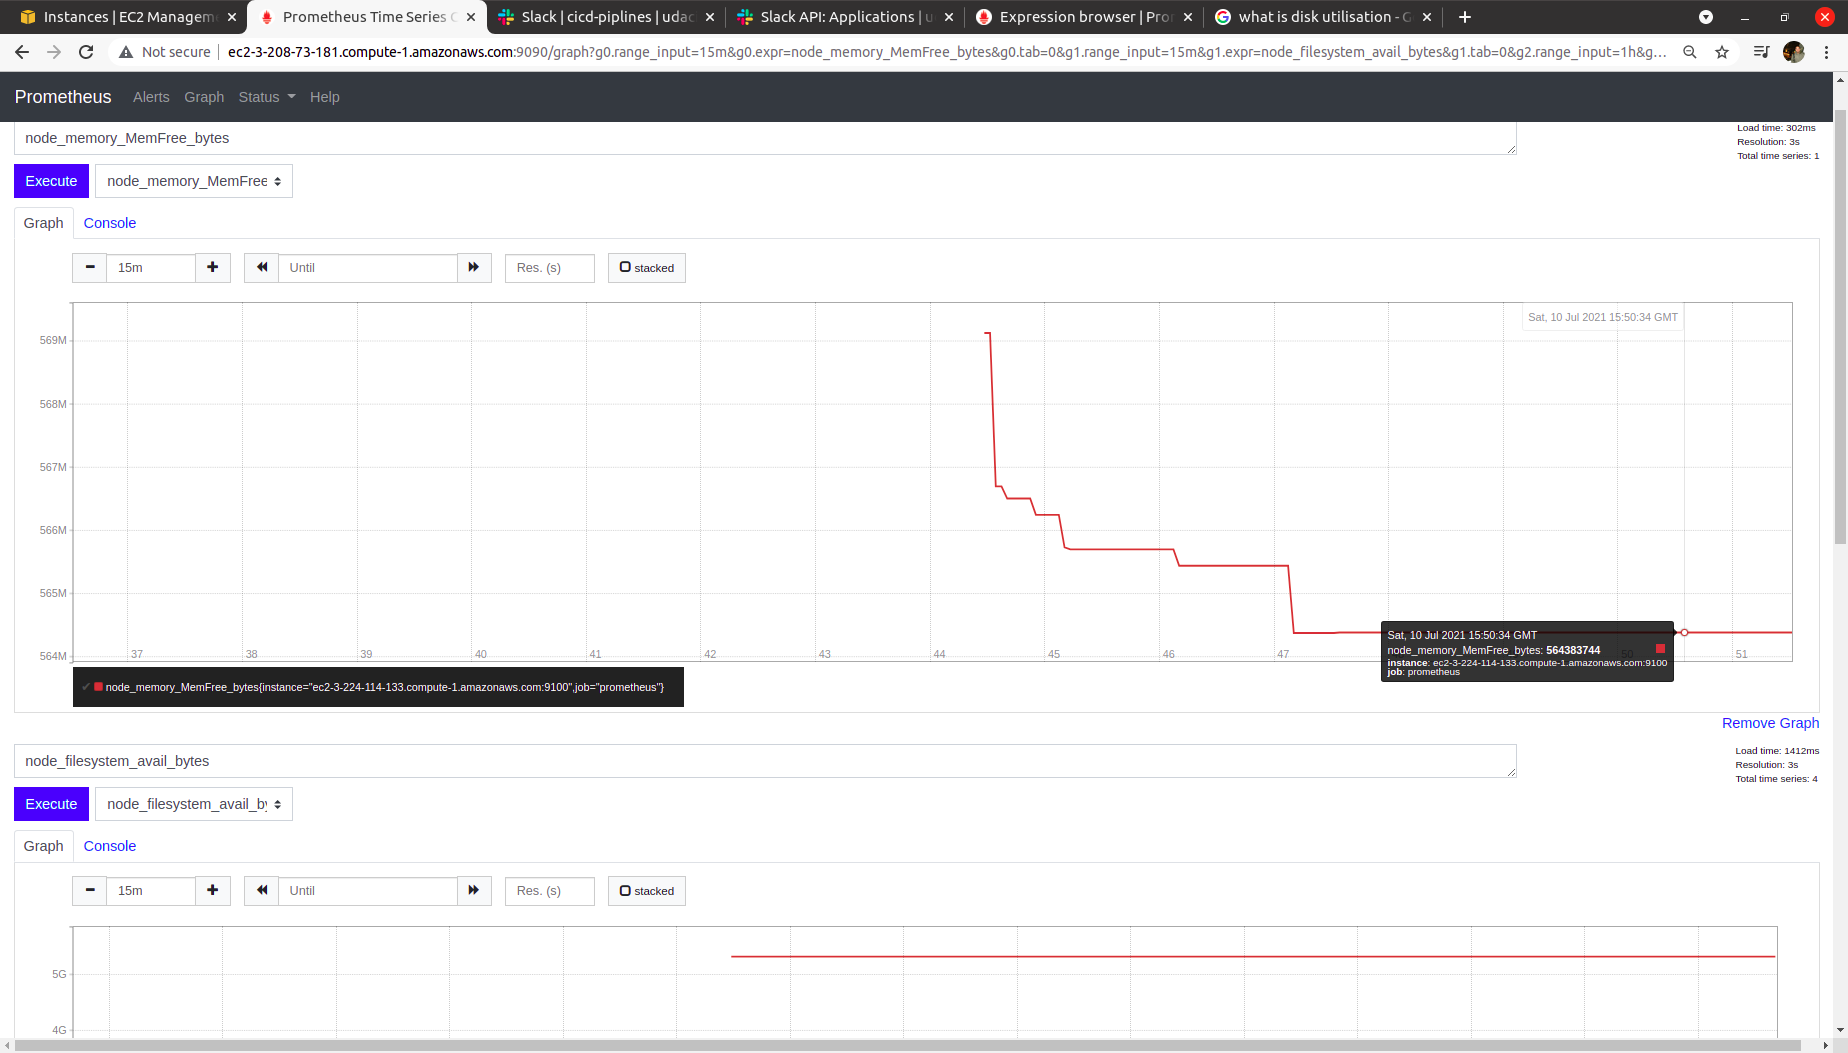 Instances | EC2 Managem
Prometheus Time Series C
Slack | cicd-piplines | udac
Slack API: Applications | u
Expression browser | Pro
what is disk utilisation - G
Not secure
ec2-3-208-73-181.compute-1.amazonaws.com:9090/graph?g0.range_input=15m&g0.expr=node_memory_MemFree_bytes&g0.tab=0&g1.range_input=15m&g1.expr=node_filesystem_avail_bytes&g1.tab=0&g2.range_input=1h&g...
Prometheus
Alerts
Graph
Status
Help
node_memory_MemFree_bytes
Load time: 302ms
Resolution: 3s
Total time series: 1
Execute
node_memory_MemFree
Graph
Console
15m
Until
Res. (s)
stacked
Sat, 10 Jul 2021 15:50:34 GMT
569M
568M
567M
566M
565M
564M
37 38 39 40 41 42 43 44 45 46 47 50 51
Sat, 10 Jul 2021 15:50:34 GMT
node_memory_MemFree_bytes: 564383744
instance: ec2-3-224-114-133.compute-1.amazonaws.com:9100
job: prometheus
node_memory_MemFree_bytes{instance="ec2-3-224-114-133.compute-1.amazonaws.com:9100",job="prometheus"}
Remove Graph
node_filesystem_avail_bytes
Load time: 1412ms
Resolution: 3s
Total time series: 4
Execute
node_filesystem_avail_by
Graph
Console
15m
Until
Res. (s)
stacked
5G
4G